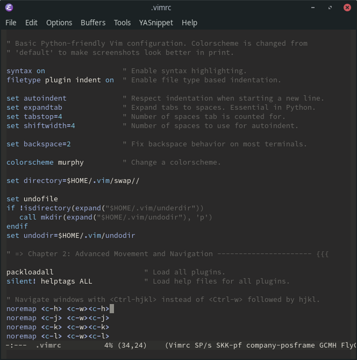 .vimrc
File Edit Options Buffers Tools YASnippet Help
" Basic Python-friendly Vim configuration. Colorscheme is changed from
" 'default' to make screenshots look better in print.
syntax on " Enable syntax highlighting.
filetype plugin indent on " Enable file type based indentation.
set autoindent " Respect indentation when starting a new line.
set expandtab " Expand tabs to spaces. Essential in Python.
set tabstop=4 " Number of spaces tab is counted for.
set shiftwidth=4 " Number of spaces to use for autoindent.
set backspace=2 " Fix backspace behavior on most terminals.
colorscheme murphy " Change a colorscheme.
set directory=$HOME/.vim/swap//
set undofile
if !isdirectory(expand("$HOME/.vim/underdir"))
call mkdir(expand("$HOME/.vim/undodir"), 'p')
endif
set undodir=$HOME/.vim/undodir
" => Chapter 2: Advanced Movement and Navigation ---------------------- {{{
packloadall " Load all plugins.
silent! helptags ALL " Load help files for all plugins.
" Navigate windows with <Ctrl-hjkl> instead of <Ctrl-w> followed by hjkl.
noremap <c-h> <c-w><c-h>
noremap <c-j> <c-w><c-j>
noremap <c-k> <c-w><c-k>
noremap <c-l> <c-w><c-l>
-:--- .vimrc 4% (34,24) (Vimrc SP/s SKK-pf company-posframe GCMH FlyC